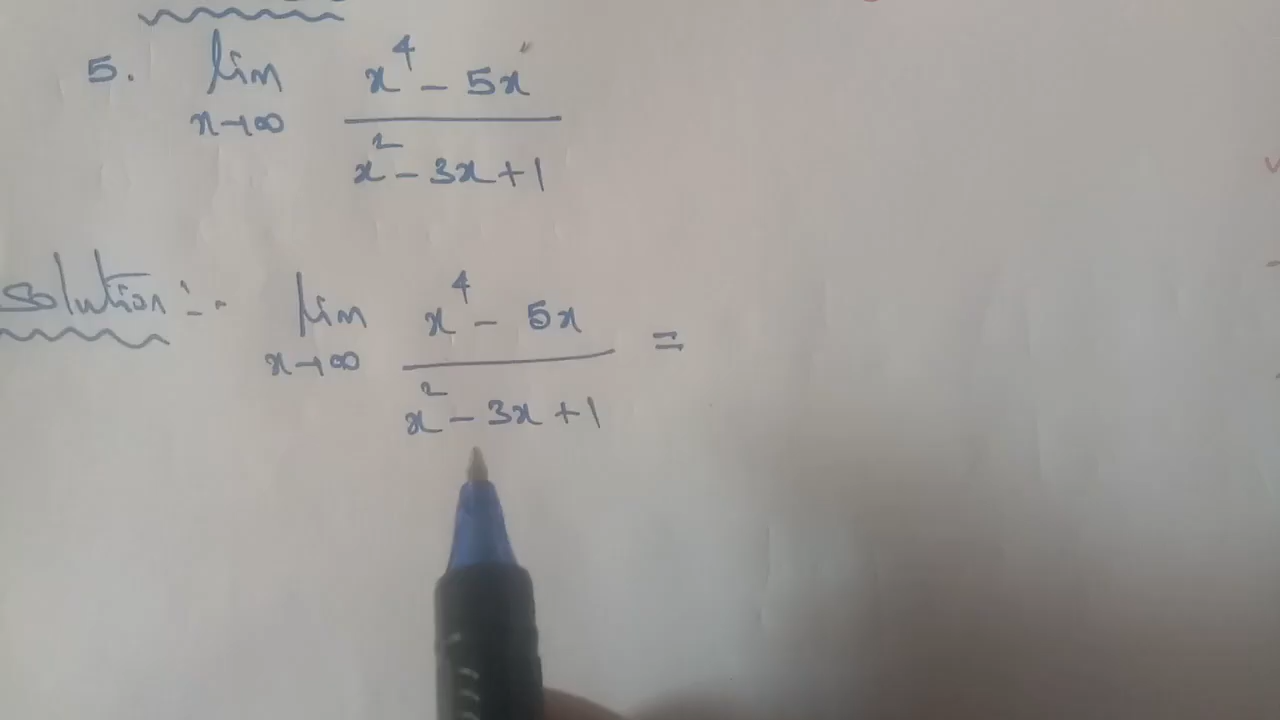 5. lim x→∞ x⁴ - 5x / x² - 3x + 1
Solution :- lim x→∞ x⁴ - 5x / x² - 3x + 1 =